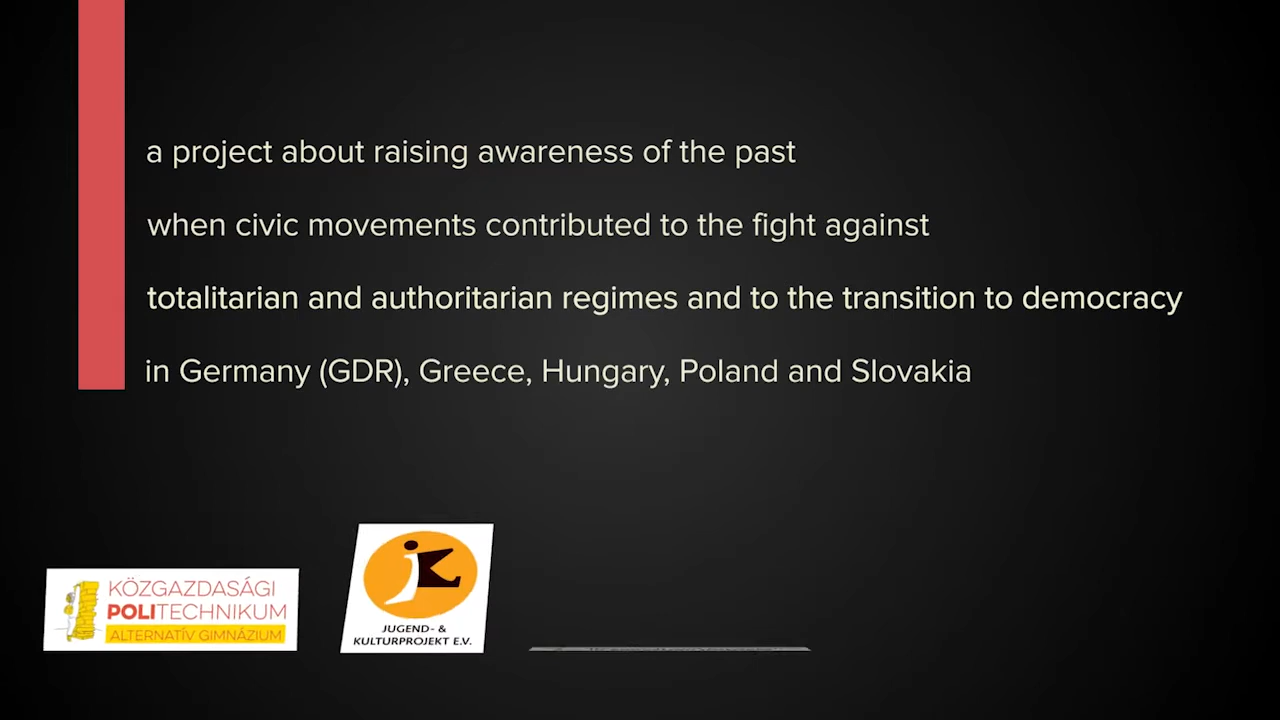 a project about raising awareness of the past
when civic movements contributed to the fight against
totalitarian and authoritarian regimes and to the transition to democracy
in Germany (GDR), Greece, Hungary, Poland and Slovakia
KÖZGAZDASÁGI
POLITECHNIKUM
ALTERNATÍV GIMNÁZIUM
JUGEND- &
KULTURPROJEKT E.V.